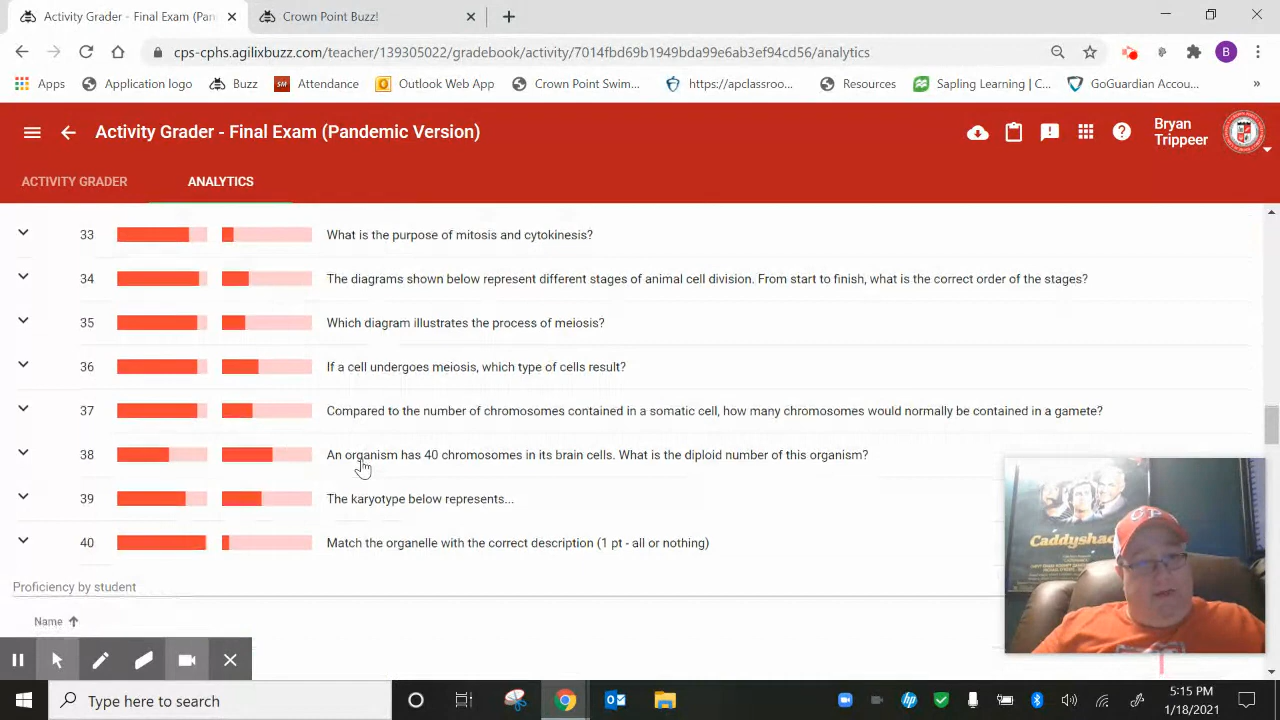 Activity Grader - Final Exam (Pan
Crown Point Buzz!
cps-cphs.agilixbuzz.com/teacher/139305022/gradebook/activity/7014fbd69b1949bda99e6ab3ef94cd56/analytics
B
Apps
Application logo
Buzz
SM
Attendance
Outlook Web App
Crown Point Swim...
https://apclassroo...
Resources
Sapling Learning | C...
GoGuardian Accou...
»
Activity Grader - Final Exam (Pandemic Version)
Bryan Trippeer
ACTIVITY GRADER
ANALYTICS
33 What is the purpose of mitosis and cytokinesis?
34 The diagrams shown below represent different stages of animal cell division. From start to finish, what is the correct order of the stages?
35 Which diagram illustrates the process of meiosis?
36 If a cell undergoes meiosis, which type of cells result?
37 Compared to the number of chromosomes contained in a somatic cell, how many chromosomes would normally be contained in a gamete?
38 An organism has 40 chromosomes in its brain cells. What is the diploid number of this organism?
39 The karyotype below represents...
40 Match the organelle with the correct description (1 pt - all or nothing)
Proficiency by student
Name
Caddyshac
Type here to search
5:15 PM
1/18/2021